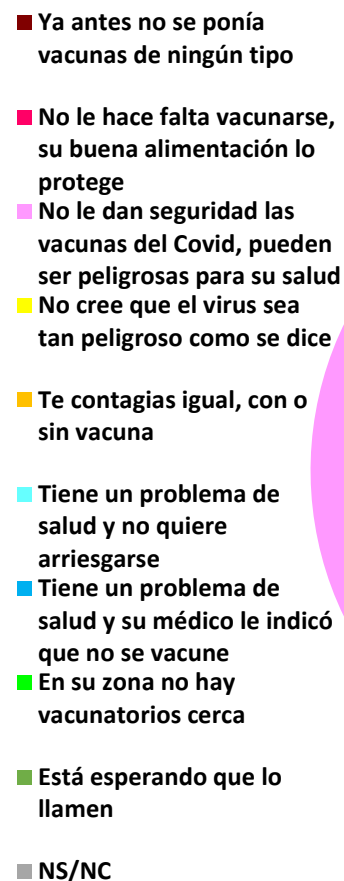 Ya antes no se ponía
vacunas de ningún tipo
No le hace falta vacunarse,
su buena alimentación lo
protege
No le dan seguridad las
vacunas del Covid, pueden
ser peligrosas para su salud
No cree que el virus sea
tan peligroso como se dice
Te contagias igual, con o
sin vacuna
Tiene un problema de
salud y no quiere
arriesgarse
Tiene un problema de
salud y su médico le indicó
que no se vacune
En su zona no hay
vacunatorios cerca
Está esperando que lo
llamen
NS/NC